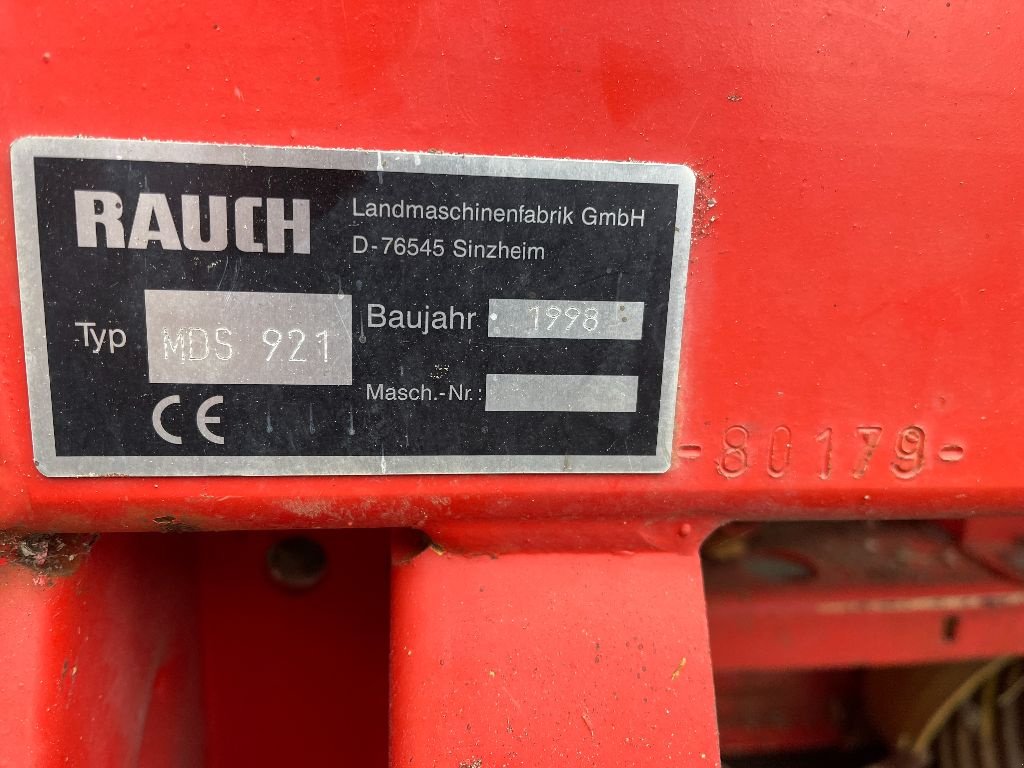 RAUCH Landmaschinenfabrik GmbH
D-76545 Sinzheim
Typ MDS 921 Baujahr 1998
Masch.-Nr.:
CE
-80179-